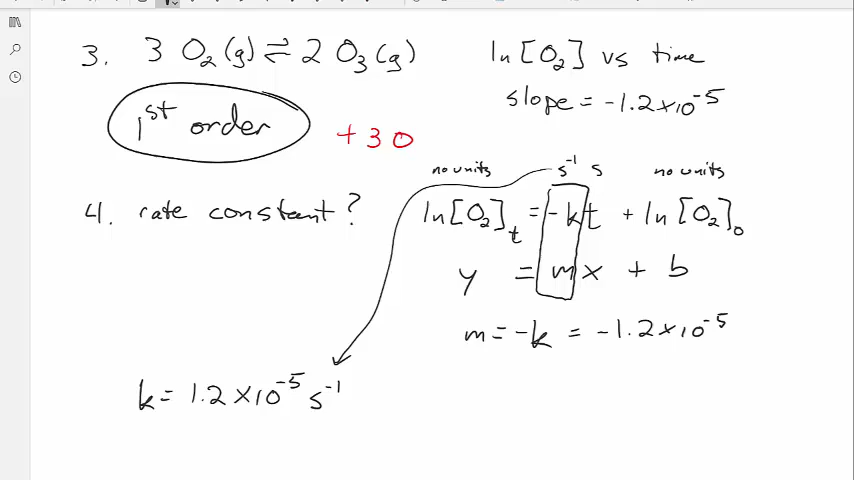 3. 3 O₂(g) ⇌ 2 O₃(g)
ln[O₂] vs time
slope = -1.2×10⁻⁵
1st order
+30
4. rate constant?
no units s⁻¹ s no units
ln[O₂]t = -kt + ln[O₂]₀
y = mx + b
m = -k = -1.2×10⁻⁵
k = 1.2×10⁻⁵ s⁻¹